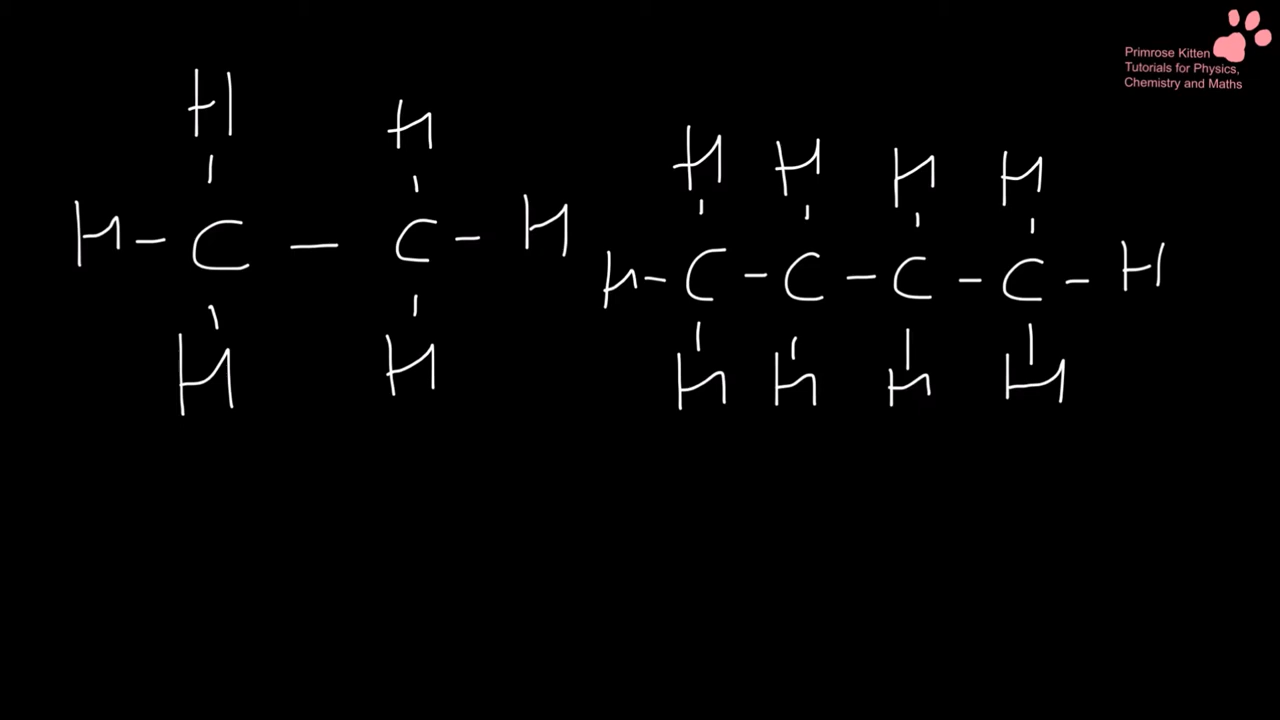 Primrose Kitten
Tutorials for Physics,
Chemistry and Maths
H H
H - C - C - H
H H
H H H H
H - C - C - C - C - H
H H H H